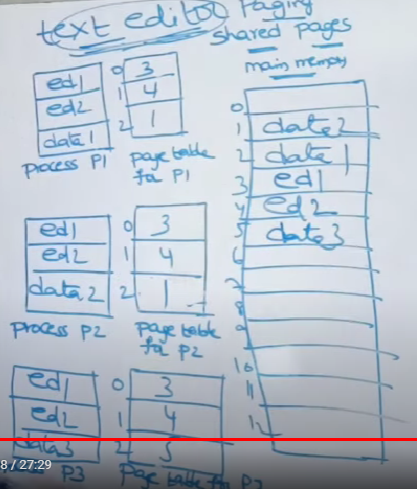 text editor
Paging
shared pages
main memory
ed1
ed2
data1
process P1
0 3
1 4
2 1
page table
for P1
ed1
ed2
data2
process P2
0 3
1 4
2 1
page table
for P2
ed1
ed2
data3
P3
0 3
1 4
2 5
page table for P3
0
1 data2
2 data1
3 ed1
4 ed2
5 data3
6
7
8
9
10
11
12
8 / 27:29